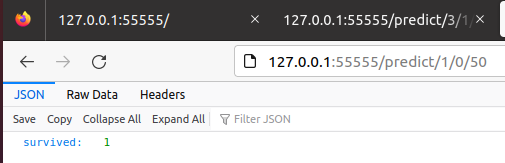 127.0.0.1:55555/ × 127.0.0.1:55555/predict/3/1/ ×
127.0.0.1:55555/predict/1/0/50
JSON Raw Data Headers
Save Copy Collapse All Expand All Filter JSON
survived: 1